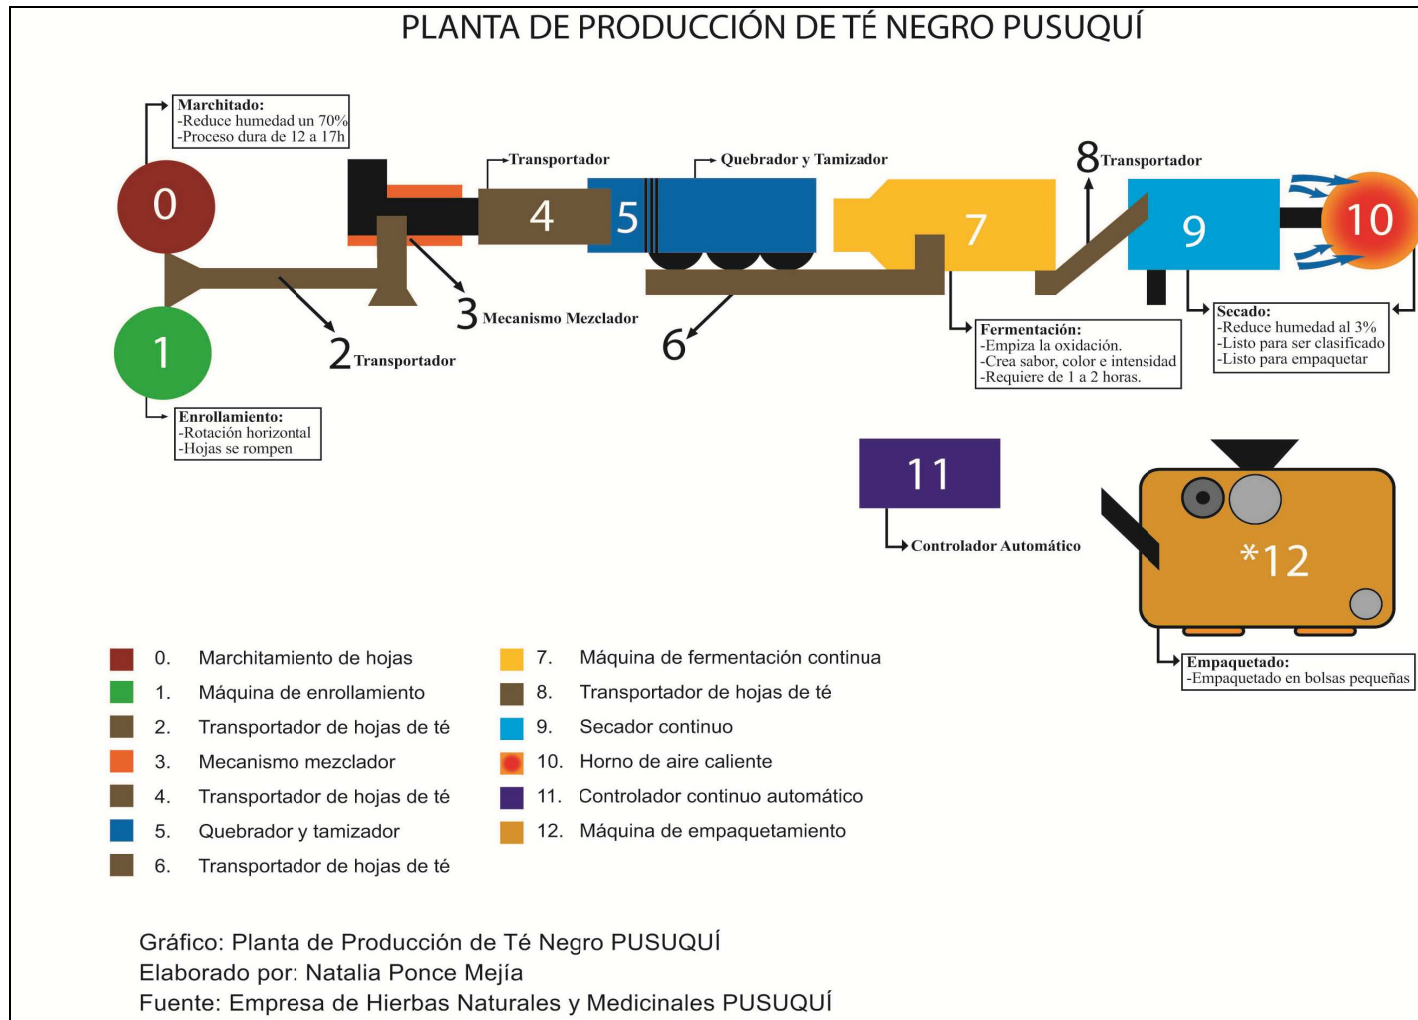 PLANTA DE PRODUCCIÓN DE TÉ NEGRO PUSUQUÍ
Marchitado:
-Reduce humedad un 70%
-Proceso dura de 12 a 17h
0
1
Enrollamiento:
-Rotación horizontal
-Hojas se rompen
2 Transportador
3 Mecanismo Mezclador
Transportador
4
Quebrador y Tamizador
5
6
7
Fermentación:
-Empiza la oxidación.
-Crea sabor, color e intensidad
-Requiere de 1 a 2 horas.
8 Transportador
9
10
Secado:
-Reduce humedad al 3%
-Listo para ser clasificado
-Listo para empaquetar
11
Controlador Automático
*12
Empaquetado:
-Empaquetado en bolsas pequeñas
0. Marchitamiento de hojas
1. Máquina de enrollamiento
2. Transportador de hojas de té
3. Mecanismo mezclador
4. Transportador de hojas de té
5. Quebrador y tamizador
6. Transportador de hojas de té
7. Máquina de fermentación continua
8. Transportador de hojas de té
9. Secador continuo
10. Horno de aire caliente
11. Controlador continuo automático
12. Máquina de empaquetamiento
Gráfico: Planta de Producción de Té Negro PUSUQUÍ
Elaborado por: Natalia Ponce Mejía
Fuente: Empresa de Hierbas Naturales y Medicinales PUSUQUÍ